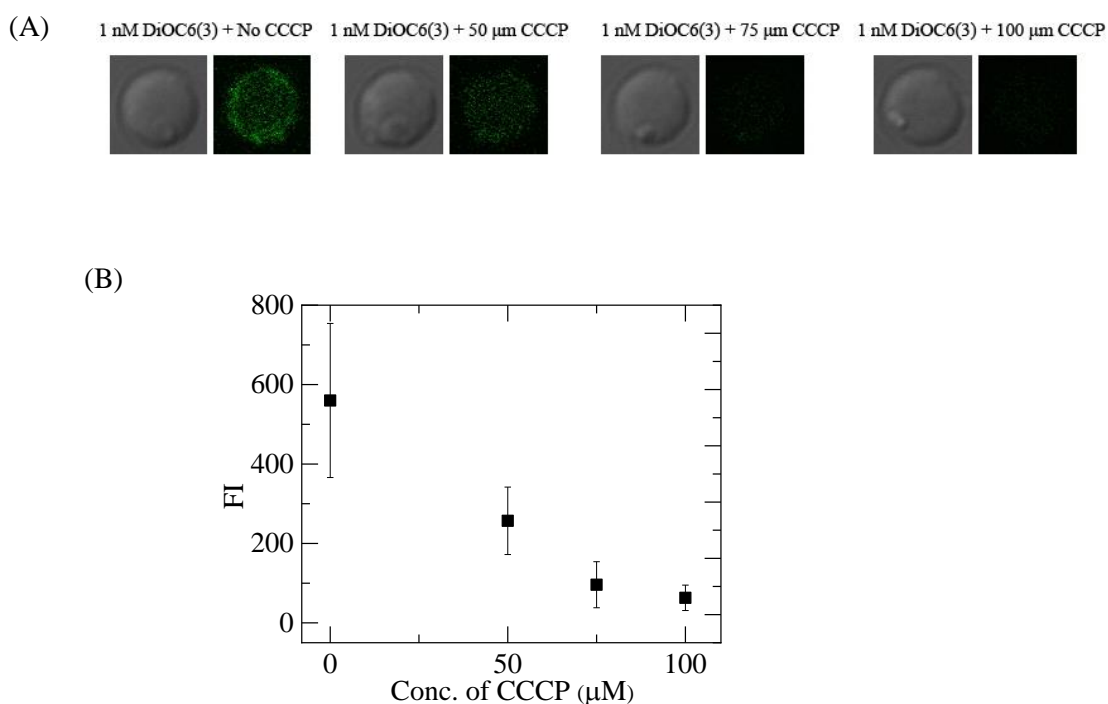 (A)
1 nM DiOC6(3) + No CCCP 1 nM DiOC6(3) + 50 μm CCCP 1 nM DiOC6(3) + 75 μm CCCP 1 nM DiOC6(3) + 100 μm CCCP
(B)
800
600
400
200
0
FI
0 50 100
Conc. of CCCP (μM)